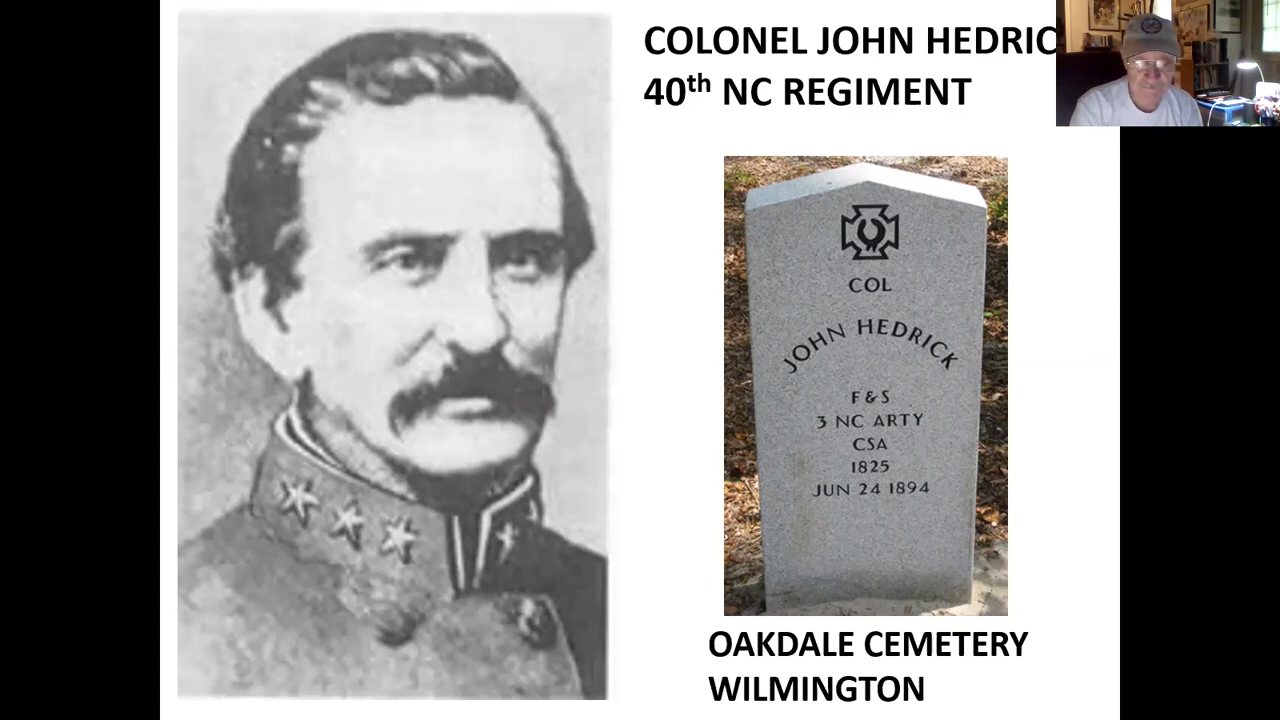 COLONEL JOHN HEDRIC
40th NC REGIMENT
COL
JOHN HEDRICK
F & S
3 NC ARTY
CSA
1825
JUN 24 1894
OAKDALE CEMETERY
WILMINGTON